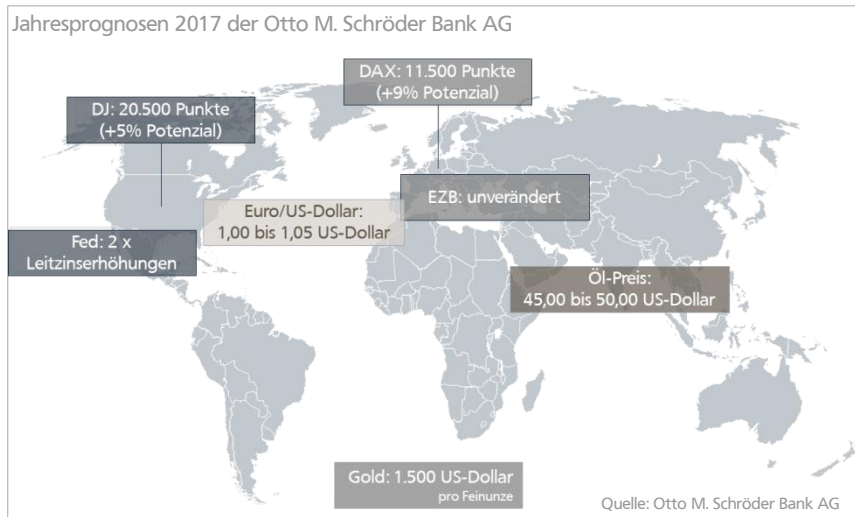 Jahresprognosen 2017 der Otto M. Schröder Bank AG
DAX: 11.500 Punkte
(+9% Potenzial)
DJ: 20.500 Punkte
(+5% Potenzial)
EZB: unverändert
Euro/US-Dollar:
1,00 bis 1,05 US-Dollar
Fed: 2 x
Leitzinserhöhungen
Öl-Preis:
45,00 bis 50,00 US-Dollar
Gold: 1.500 US-Dollar
pro Feinunze
Quelle: Otto M. Schröder Bank AG